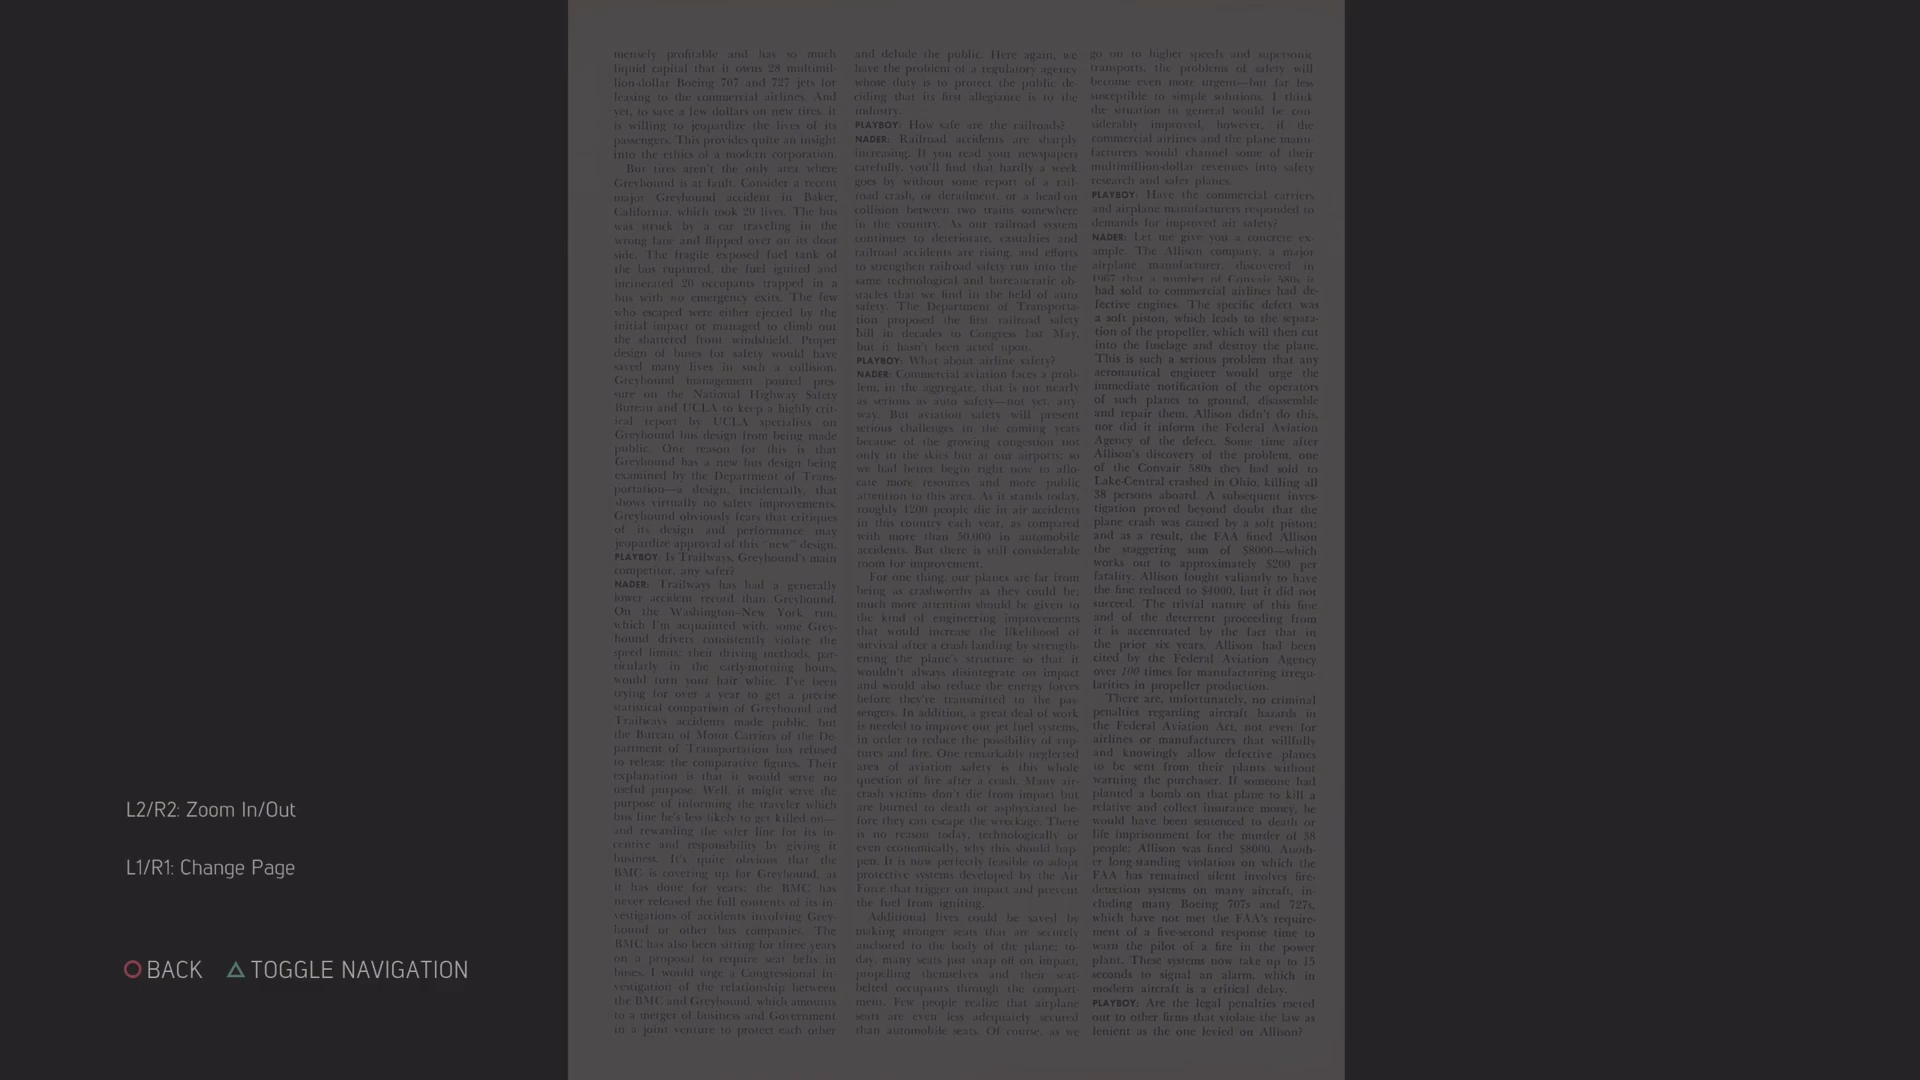 mensely profitable and has so much
liquid capital that it owns 28 multimil-
lion-dollar Boeing 707 and 727 jets for
leasing to the commercial airlines. And
yet, to save a few dollars on new tires, it
is willing to jeopardize the lives of its
passengers. This provides quite an insight
into the ethics of a modern corporation.
But tires aren't the only area where
Greyhound is at fault. Consider a recent
major Greyhound accident in Baker,
California, which took 20 lives. The bus
was struck by a car traveling in the
wrong lane and flipped over on its door
side. The fragile exposed fuel tank of
the bus ruptured, the fuel ignited and
incinerated 20 occupants trapped in a
bus with no emergency exits. The few
who escaped were either ejected by the
initial impact or managed to climb out
the shattered front windshield. Proper
design of buses for safety would have
saved many lives in such a collision.
Greyhound management poured pres-
sure on the National Highway Safety
Bureau and UCLA to keep a highly crit-
ical report by UCLA specialists on
Greyhound bus design from being made
public. One reason for this is that
Greyhound has a new bus design being
examined by the Department of Trans-
portation—a design, incidentally, that
shows virtually no safety improvements.
Greyhound obviously fears that critiques
of its design and performance may
jeopardize approval of this "new" design.
PLAYBOY: Is Trailways, Greyhound's main
competitor, any safer?
NADER: Trailways has had a generally
lower accident record than Greyhound.
On the Washington–New York run,
which I'm acquainted with, some Grey-
hound drivers consistently violate the
speed limits; their driving methods, par-
ticularly in the early-morning hours,
would turn your hair white. I've been
trying for over a year to get a precise
statistical comparison of Greyhound and
Trailways accidents made public, but
the Bureau of Motor Carriers of the De-
partment of Transportation has refused
to release the comparative figures. Their
explanation is that it would serve no
useful purpose. Well, it might serve the
purpose of informing the traveler which
bus line he's less likely to get killed on—
and rewarding the safer line for its in-
centive and responsibility by giving it
business. It's quite obvious that the
BMC is covering up for Greyhound, as
it has done for years; the BMC has
never released the full contents of its in-
vestigations of accidents involving Grey-
hound or other bus companies. The
BMC has also been sitting for three years
on a proposal to require seat belts in
buses. I would urge a Congressional in-
vestigation of the relationship between
the BMC and Greyhound, which amounts
to a merger of business and Government
in a joint venture to protect each other
and delude the public. Here again, we
have the problem of a regulatory agency
whose duty is to protect the public de-
ciding that its first allegiance is to the
industry.
PLAYBOY: How safe are the railroads?
NADER: Railroad accidents are sharply
increasing. If you read your newspapers
carefully, you'll find that hardly a week
goes by without some report of a rail-
road crash, or derailment, or a head-on
collision between two trains somewhere
in the country. As our railroad system
continues to deteriorate, casualties and
railroad accidents are rising, and efforts
to strengthen railroad safety run into the
same technological and bureaucratic ob-
stacles that we find in the field of auto
safety. The Department of Transporta-
tion proposed the first railroad safety
bill in decades to Congress last May,
but it hasn't been acted upon.
PLAYBOY: What about airline safety?
NADER: Commercial aviation faces a prob-
lem, in the aggregate, that is not nearly
as serious as auto safety—not yet, any-
way. But aviation safety will present
serious challenges in the coming years
because of the growing congestion not
only in the skies but at our airports; so
we had better begin right now to allo-
cate more resources and more public
attention to this area. As it stands today,
roughly 1200 people die in air accidents
in this country each year, as compared
with more than 50,000 in automobile
accidents. But there is still considerable
room for improvement.
For one thing, our planes are far from
being as crashworthy as they could be;
much more attention should be given to
the kind of engineering improvements
that would increase the likelihood of
survival after a crash landing by strength-
ening the plane's structure so that it
wouldn't always disintegrate on impact
and would also reduce the energy forces
before they're transmitted to the pas-
sengers. In addition, a great deal of work
is needed to improve our jet fuel systems,
in order to reduce the possibility of rup-
tures and fire. One remarkably neglected
area of aviation safety is this whole
question of fire after a crash. Many air-
crash victims don't die from impact but
are burned to death or asphyxiated be-
fore they can escape the wreckage. There
is no reason today, technologically or
even economically, why this should hap-
pen. It is now perfectly feasible to adopt
protective systems developed by the Air
Force that trigger on impact and prevent
the fuel from igniting.
Additional lives could be saved by
making stronger seats that are securely
anchored to the body of the plane; to-
day, many seats just snap off on impact,
propelling themselves and their seat-
belted occupants through the compart-
ment. Few people realize that airplane
seats are even less adequately secured
than automobile seats. Of course, as we
go on to higher speeds and supersonic
transports, the problems of safety will
become even more urgent—but far less
susceptible to simple solutions. I think
the situation in general would be con-
siderably improved, however, if the
commercial airlines and the plane manu-
facturers would channel some of their
multimillion-dollar revenues into safety
research and safer planes.
PLAYBOY: Have the commercial carriers
and airplane manufacturers responded to
demands for improved air safety?
NADER: Let me give you a concrete ex-
ample. The Allison company, a major
airplane manufacturer, discovered in
1967 that a number of Convair 580s it
had sold to commercial airlines had de-
fective engines. The specific defect was
a soft piston, which leads to the separa-
tion of the propeller, which will then cut
into the fuselage and destroy the plane.
This is such a serious problem that any
aeronautical engineer would urge the
immediate notification of the operators
of such planes to ground, disassemble
and repair them. Allison didn't do this,
nor did it inform the Federal Aviation
Agency of the defect. Some time after
Allison's discovery of the problem, one
of the Convair 580s they had sold to
Lake-Central crashed in Ohio, killing all
38 persons aboard. A subsequent inves-
tigation proved beyond doubt that the
plane crash was caused by a soft piston;
and as a result, the FAA fined Allison
the staggering sum of $8000—which
works out to approximately $200 per
fatality. Allison fought valiantly to have
the fine reduced to $4000, but it did not
succeed. The trivial nature of this fine
and of the deterrent proceeding from
it is accentuated by the fact that in
the prior six years, Allison had been
cited by the Federal Aviation Agency
over 100 times for manufacturing irregu-
larities in propeller production.
There are, unfortunately, no criminal
penalties regarding aircraft hazards in
the Federal Aviation Act, not even for
airlines or manufacturers that willfully
and knowingly allow defective planes
to be sent from their plants without
warning the purchaser. If someone had
planted a bomb on that plane to kill a
relative and collect insurance money, he
would have been sentenced to death or
life imprisonment for the murder of 38
people; Allison was fined $8000. Anoth-
er long-standing violation on which the
FAA has remained silent involves fire-
detection systems on many aircraft, in-
cluding many Boeing 707s and 727s,
which have not met the FAA's require-
ment of a five-second response time to
warn the pilot of a fire in the power
plant. These systems now take up to 15
seconds to signal an alarm, which in
modern aircraft is a critical delay.
PLAYBOY: Are the legal penalties meted
out to other firms that violate the law as
lenient as the one levied on Allison?
L2/R2: Zoom In/Out
L1/R1: Change Page
BACK TOGGLE NAVIGATION